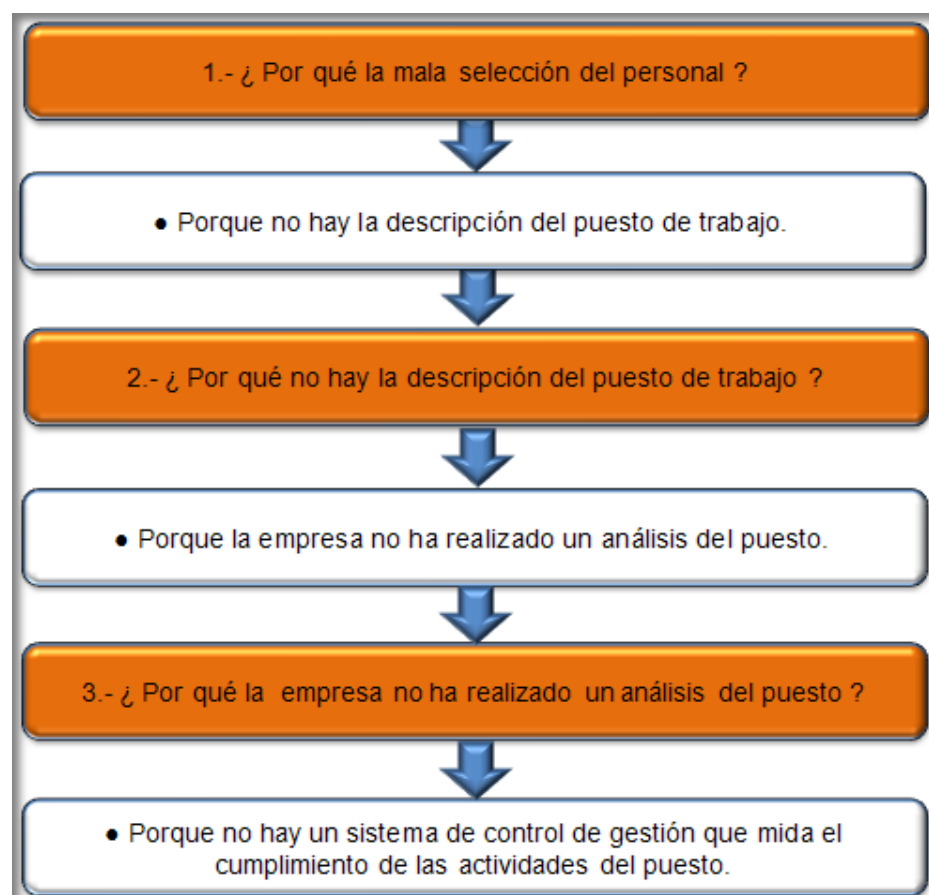 1.- ¿ Por qué la mala selección del personal ?
● Porque no hay la descripción del puesto de trabajo.
2.- ¿ Por qué no hay la descripción del puesto de trabajo ?
● Porque la empresa no ha realizado un análisis del puesto.
3.- ¿ Por qué la empresa no ha realizado un análisis del puesto ?
● Porque no hay un sistema de control de gestión que mida el
cumplimiento de las actividades del puesto.